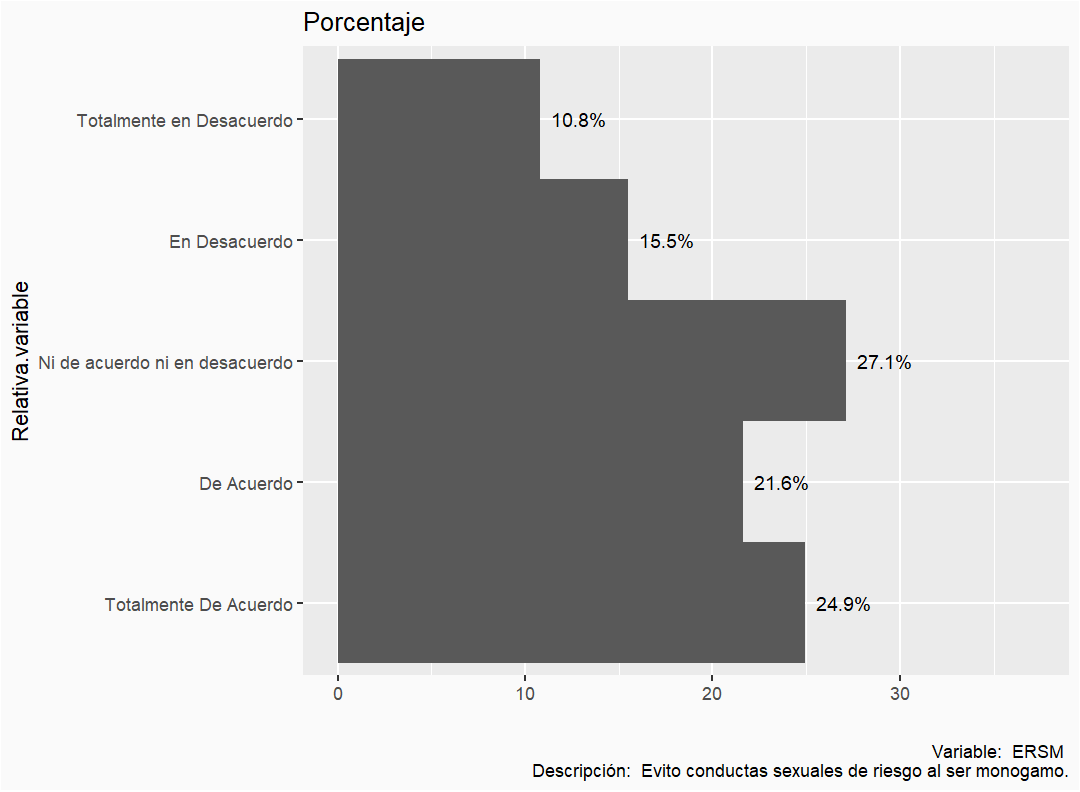 Porcentaje
Totalmente en Desacuerdo
10.8%
En Desacuerdo
15.5%
Relativa.variable
Ni de acuerdo ni en desacuerdo
27.1%
De Acuerdo
21.6%
Totalmente De Acuerdo
24.9%
0 10 20 30
Variable:  ERSM
Descripción:  Evito conductas sexuales de riesgo al ser monogamo.